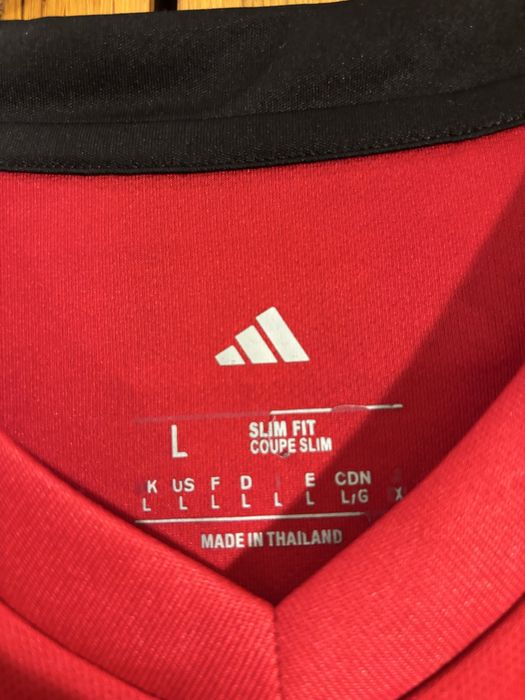 L
SLIM FIT
COUPE SLIM
K US F D E CDN
L L L L L L L/G
MADE IN THAILAND